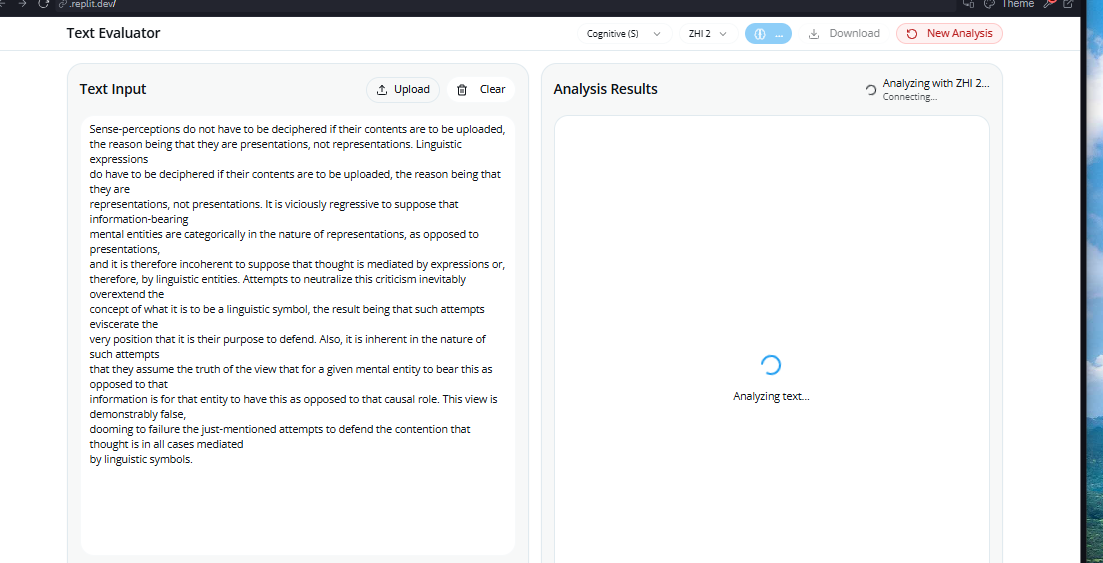 .replit.dev/
Theme
Text Evaluator
Cognitive (S)
ZHI 2
...
Download
New Analysis
Text Input
Upload
Clear
Sense-perceptions do not have to be deciphered if their contents are to be uploaded,
the reason being that they are presentations, not representations. Linguistic
expressions
do have to be deciphered if their contents are to be uploaded, the reason being that
they are
representations, not presentations. It is viciously regressive to suppose that
information-bearing
mental entities are categorically in the nature of representations, as opposed to
presentations,
and it is therefore incoherent to suppose that thought is mediated by expressions or,
therefore, by linguistic entities. Attempts to neutralize this criticism inevitably
overextend the
concept of what it is to be a linguistic symbol, the result being that such attempts
eviscerate the
very position that it is their purpose to defend. Also, it is inherent in the nature of
such attempts
that they assume the truth of the view that for a given mental entity to bear this as
opposed to that
information is for that entity to have this as opposed to that causal role. This view is
demonstrably false,
dooming to failure the just-mentioned attempts to defend the contention that
thought is in all cases mediated
by linguistic symbols.
Analysis Results
Analyzing with ZHI 2...
Connecting...
Analyzing text...